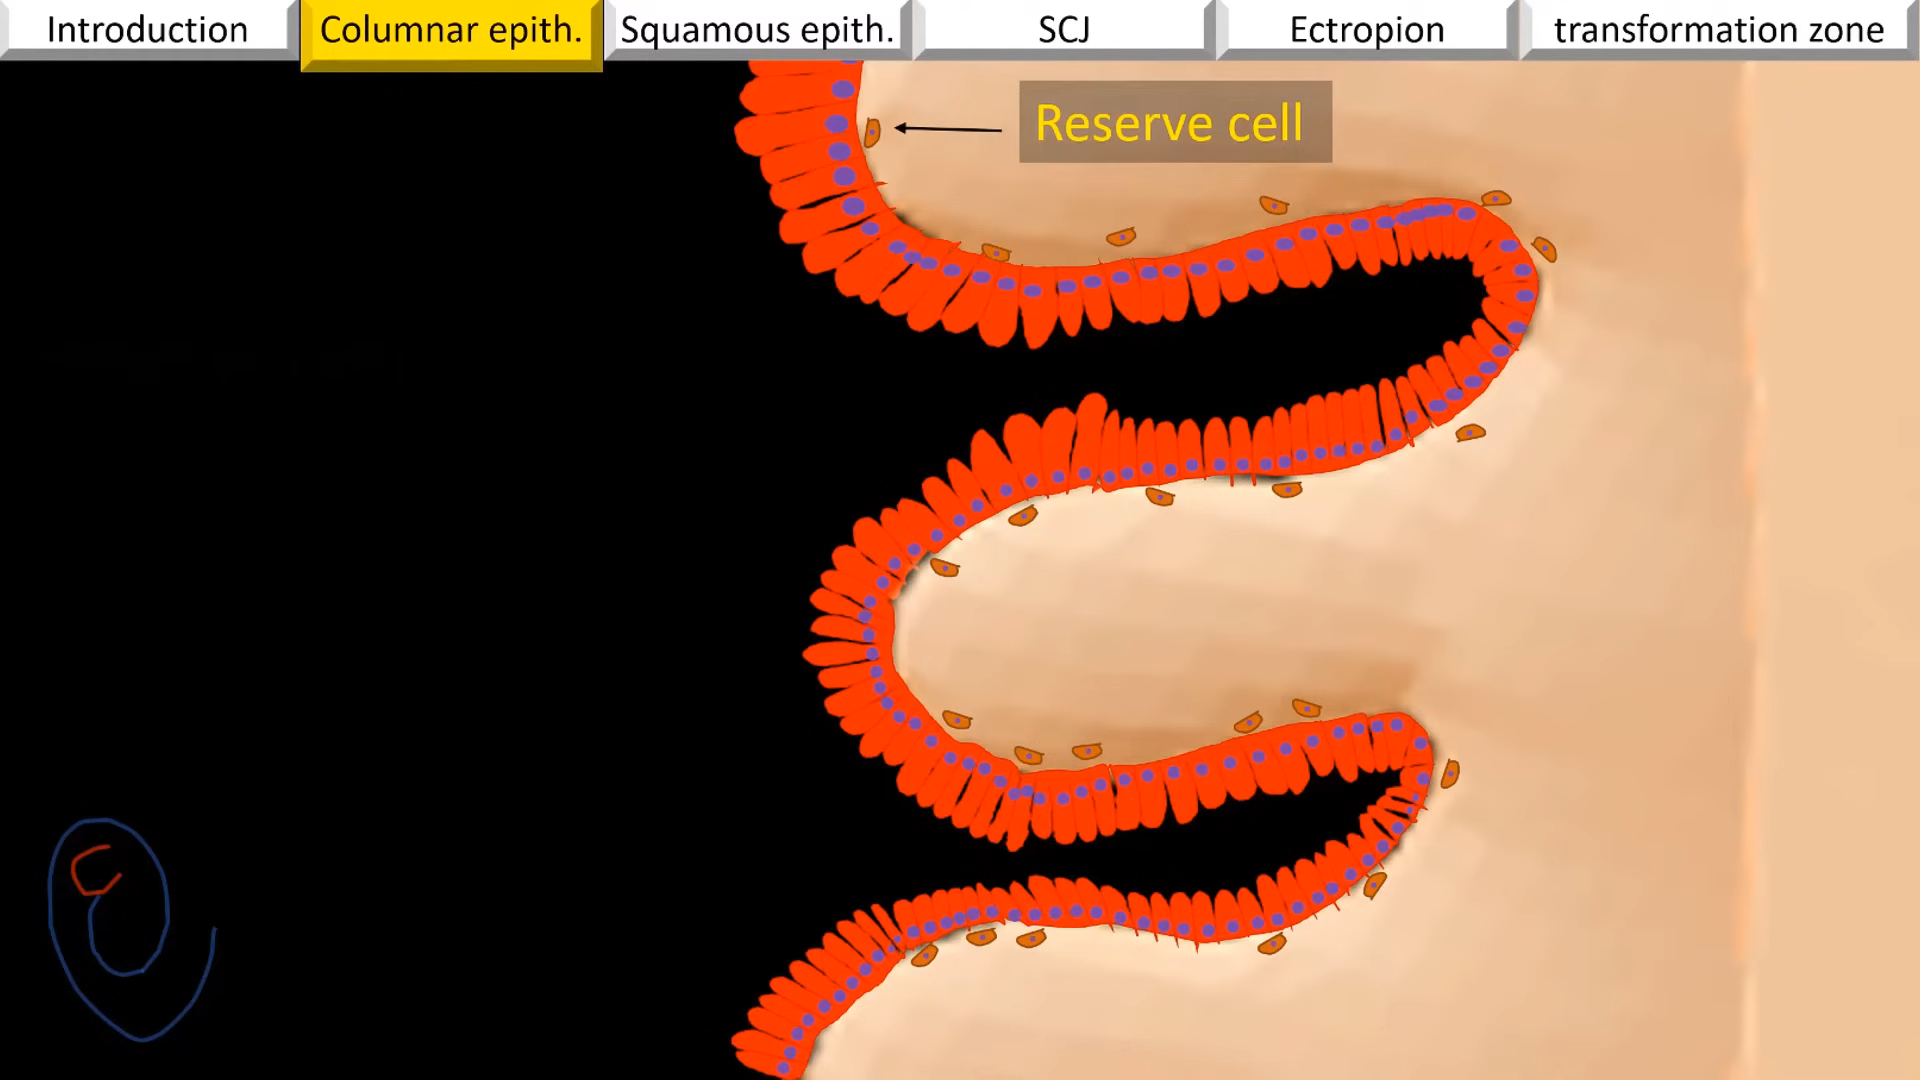 Introduction
Columnar epith.
Squamous epith.
SCJ
Ectropion
transformation zone
Reserve cell